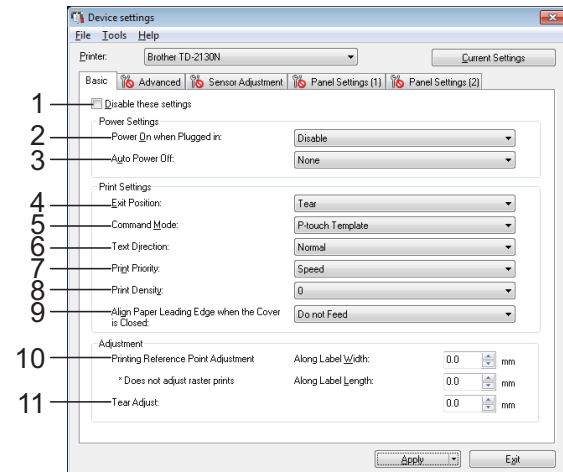 Device settings
File Tools Help
Printer: Brother TD-2130N Current Settings
Basic Advanced Sensor Adjustment Panel Settings (1) Panel Settings (2)
1 Disable these settings
Power Settings
2 Power On when Plugged in: Disable
3 Auto Power Off: None
Print Settings
4 Exit Position: Tear
5 Command Mode: P-touch Template
6 Text Direction: Normal
7 Print Priority: Speed
8 Print Density: 0
9 Align Paper Leading Edge when the Cover is Closed: Do not Feed
Adjustment
10 Printing Reference Point Adjustment Along Label Width: 0.0 mm
* Does not adjust raster prints Along Label Length: 0.0 mm
11 Tear Adjust: 0.0 mm
Apply Exit